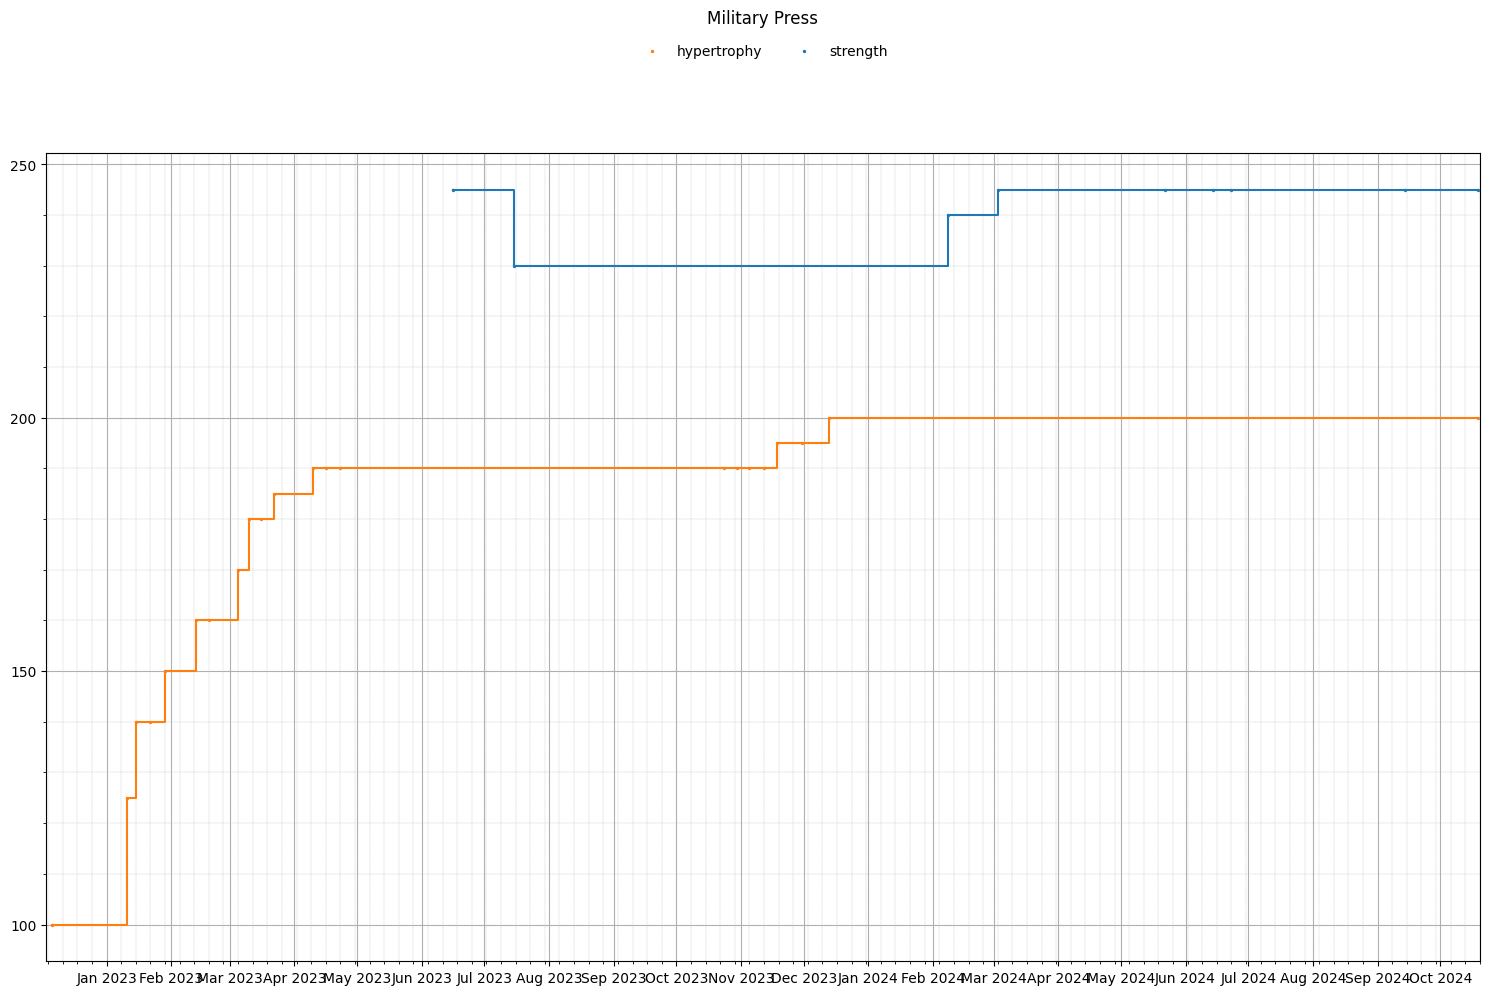 Military Press
hypertrophy strength
250
200
150
100
Jan 2023 Feb 2023 Mar 2023 Apr 2023 May 2023 Jun 2023 Jul 2023 Aug 2023 Sep 2023 Oct 2023 Nov 2023 Dec 2023 Jan 2024 Feb 2024 Mar 2024 Apr 2024 May 2024 Jun 2024 Jul 2024 Aug 2024 Sep 2024 Oct 2024